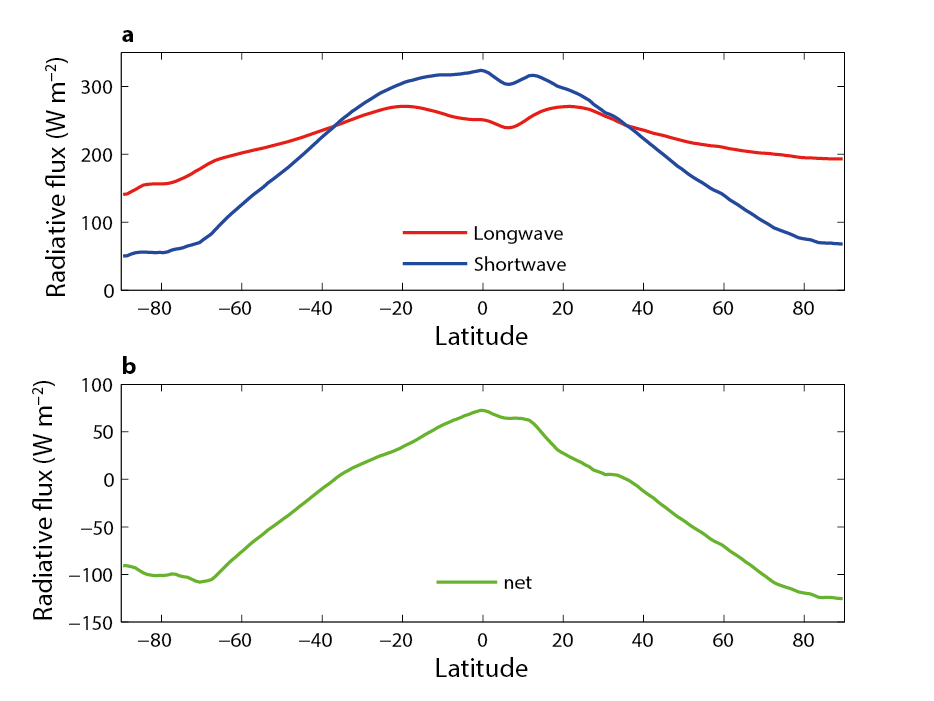 a
Radiative flux (W m−2)
300
200
100
0
−80 −60 −40 −20 0 20 40 60 80
Latitude
Longwave
Shortwave
b
Radiative flux (W m−2)
100
50
0
−50
−100
−150
−80 −60 −40 −20 0 20 40 60 80
Latitude
net